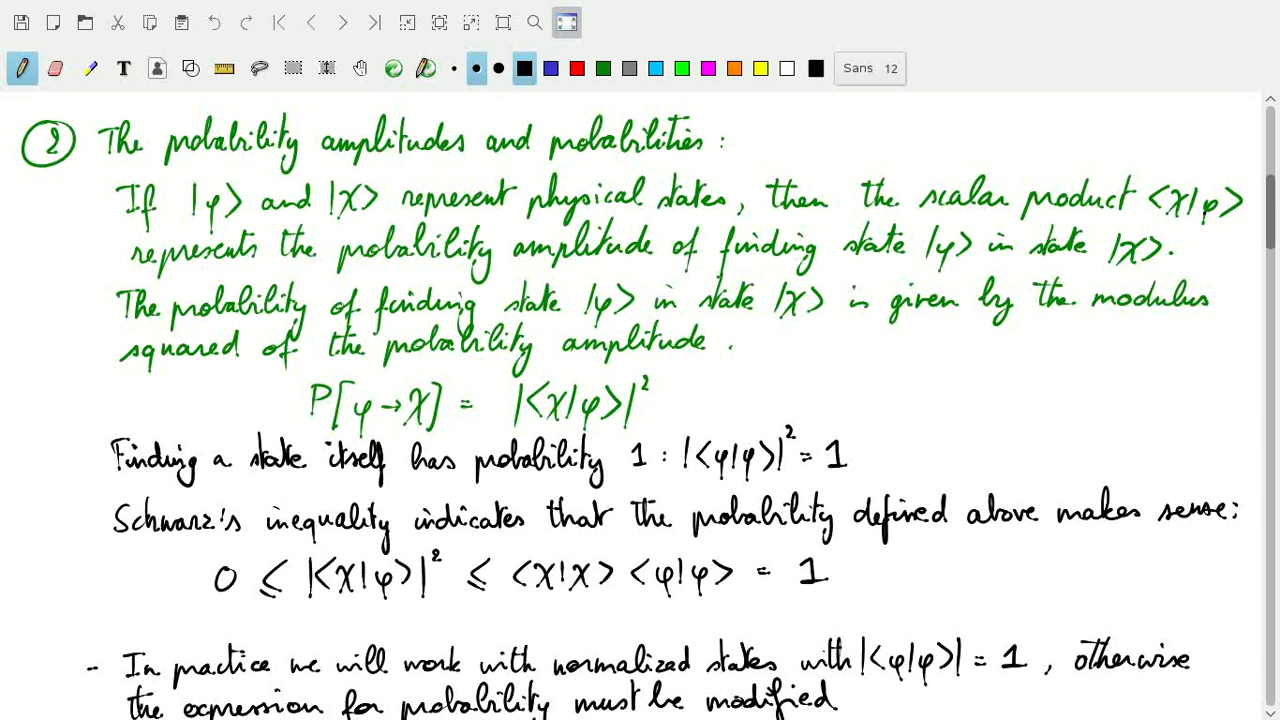 Sans 12
② The probability amplitudes and probabilities :
If |φ> and |χ> represent physical states, then the scalar product <χ|φ>
represents the probability amplitude of finding state |φ> in state |χ>.
The probability of finding state |φ> in state |χ> is given by the modulus
squared of the probability amplitude.
P[φ→χ] = |<χ|φ>|²
Finding a state itself has probability 1 : |<φ|φ>|² = 1
Schwarz's inequality indicates that the probability defined above makes sense:
0 ≤ |<χ|φ>|² ≤ <χ|χ> <φ|φ> = 1
- In practice we will work with normalized states with |<φ|φ>| = 1, otherwise
the expression for probability must be modified